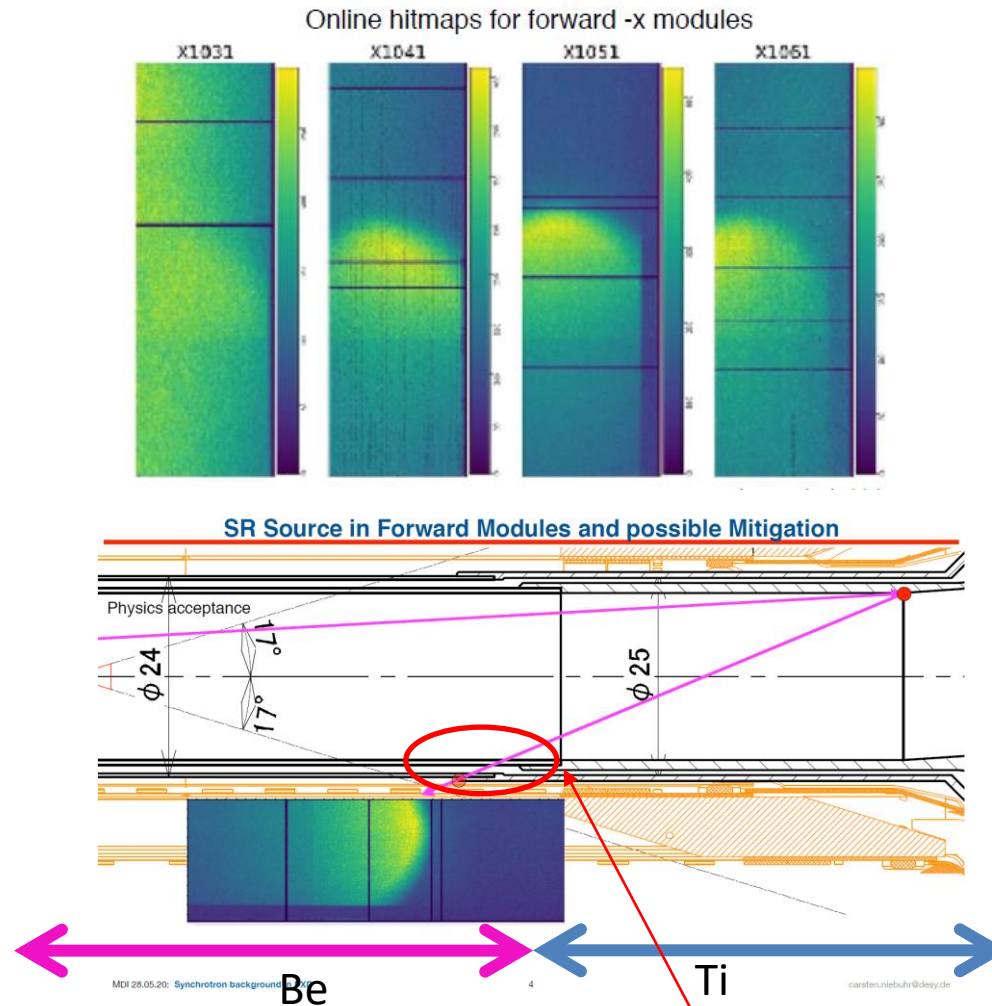 Online hitmaps for forward -x modules
X1031 X1041 X1051 X1061
SR Source in Forward Modules and possible Mitigation
Physics acceptance
17°
ϕ 24
ϕ 25
17°
Be
Ti
MDI 28.05.20: Synchrotron background in
4
carsten.niebuhr@desy.de